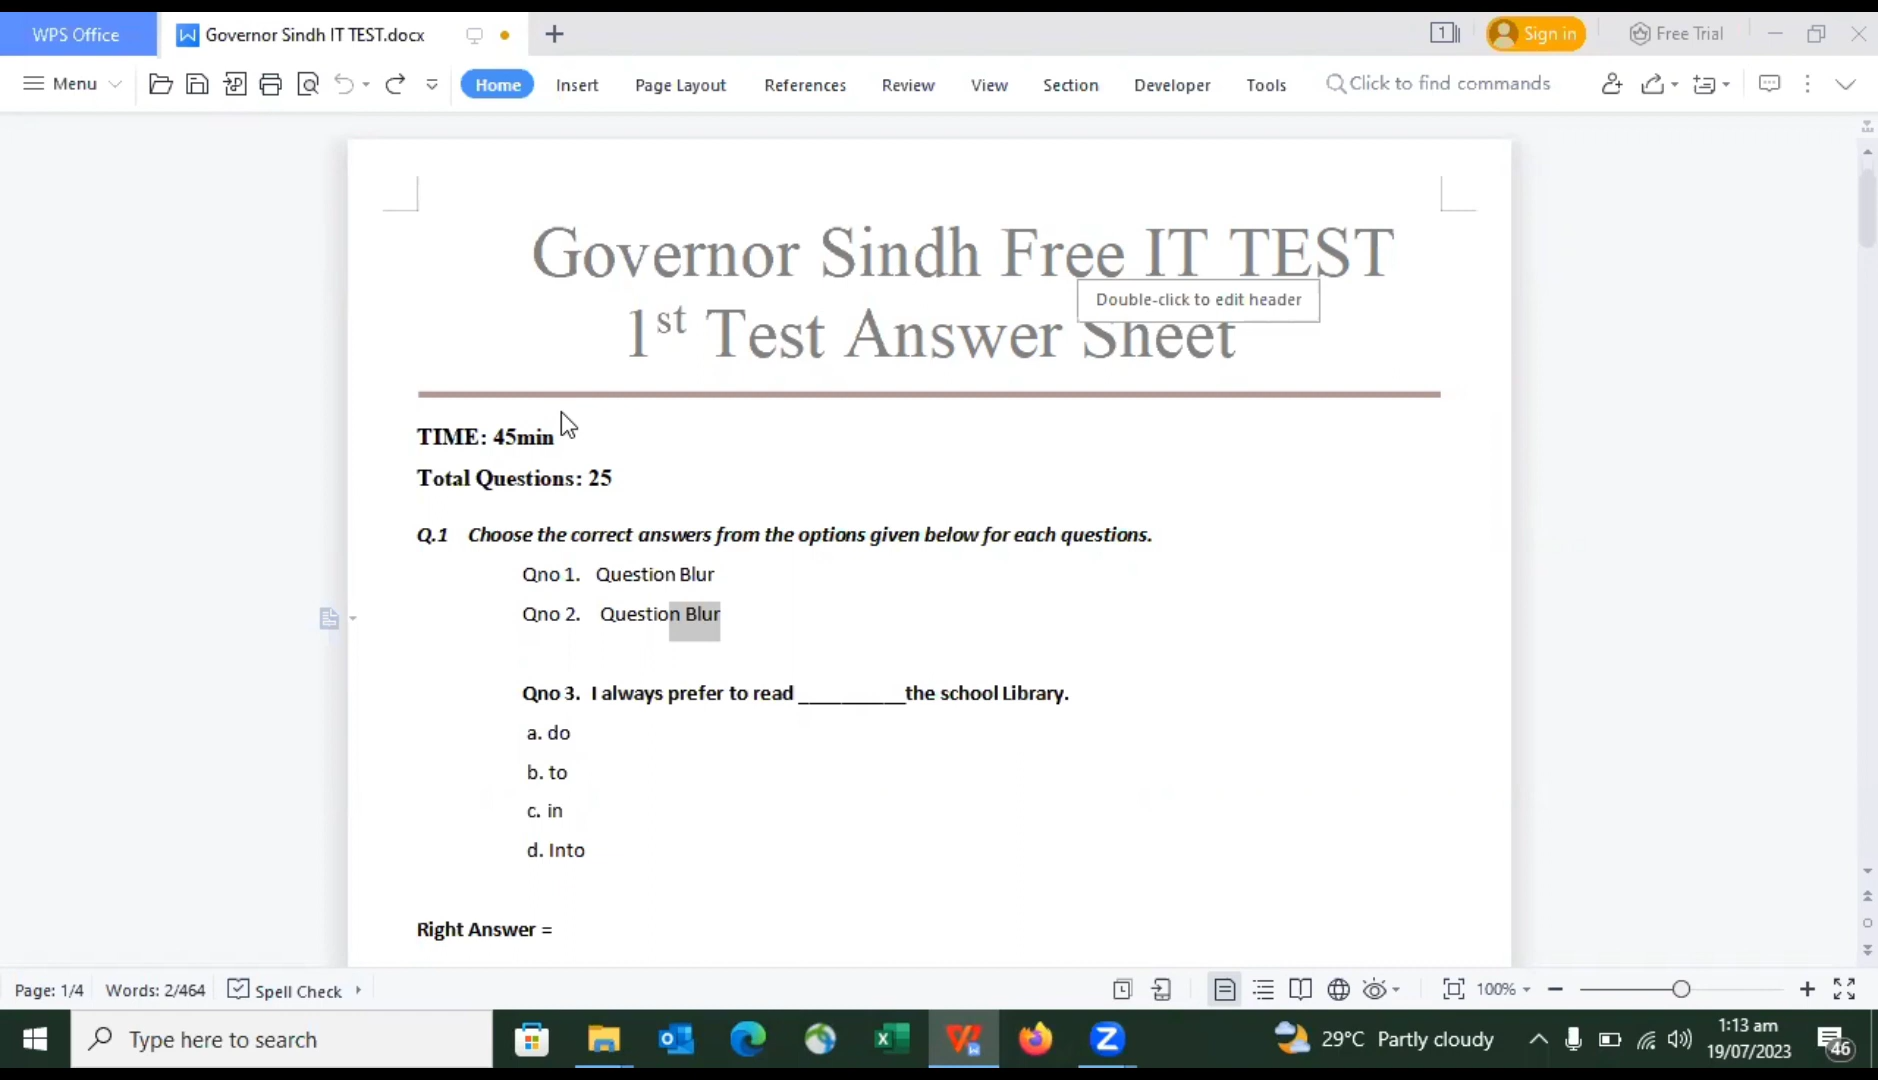 WPS Office
Governor Sindh IT TEST.docx
1
Sign in
Free Trial
Menu
Home
Insert
Page Layout
References
Review
View
Section
Developer
Tools
Click to find commands
Governor Sindh Free IT TEST
Double-click to edit header
1st Test Answer Sheet
TIME: 45min
Total Questions: 25
Q.1 Choose the correct answers from the options given below for each questions.
Qno 1. Question Blur
Qno 2. Question Blur
Qno 3. I always prefer to read __________the school Library.
a. do
b. to
c. in
d. Into
Right Answer =
Page: 1/4
Words: 2/464
Spell Check
100%
Type here to search
29°C Partly cloudy
1:13 am
19/07/2023
46